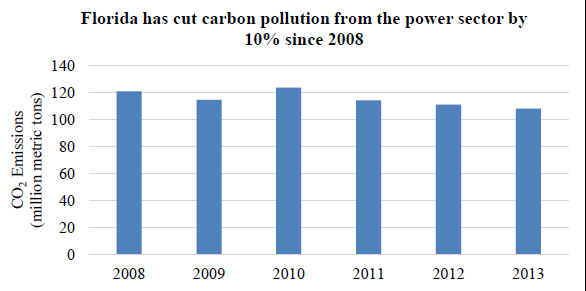 Florida has cut carbon pollution from the power sector by
10% since 2008
CO₂ Emissions
(million metric tons)
140
120
100
80
60
40
20
0
2008 2009 2010 2011 2012 2013